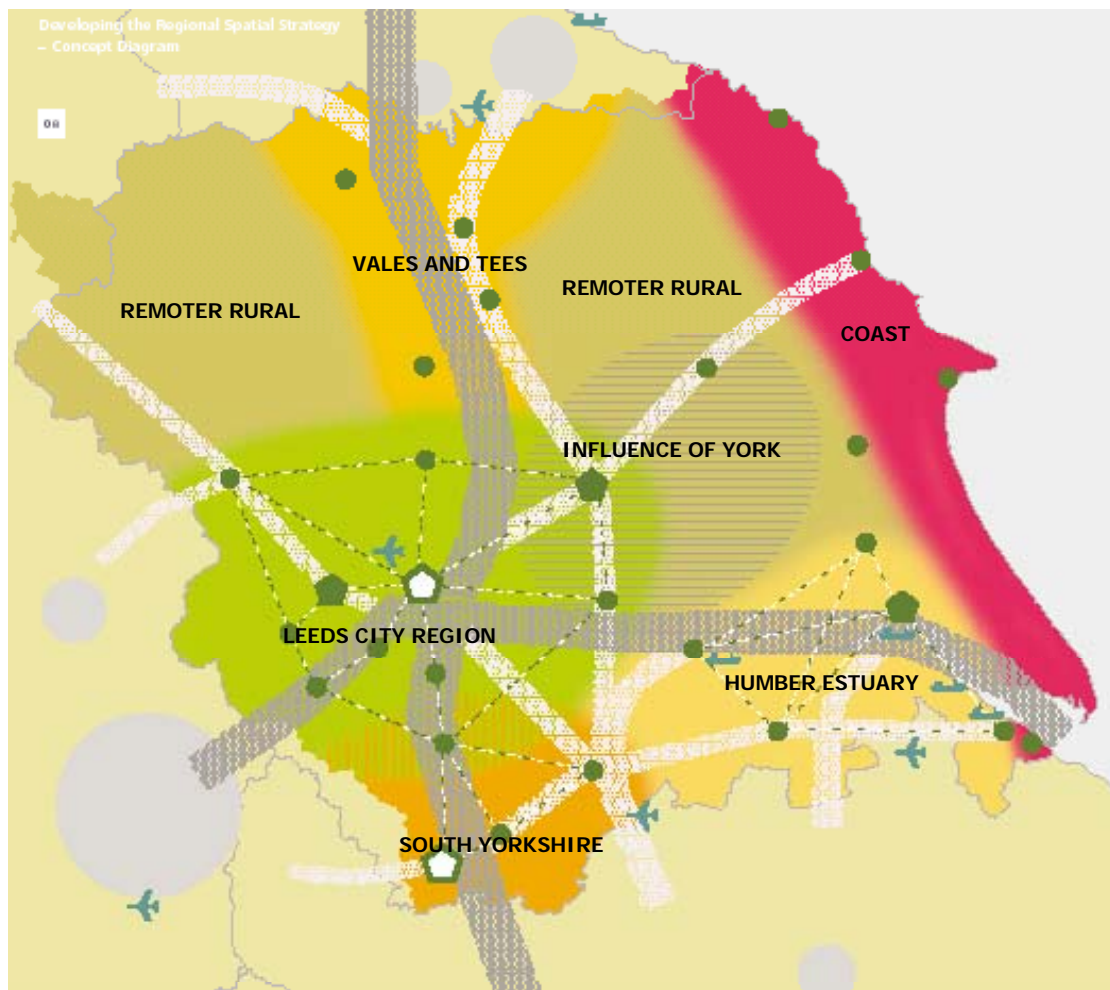 Developing the Regional Spatial Strategy
– Concept Diagram
08
VALES AND TEES
REMOTER RURAL
REMOTER RURAL
COAST
INFLUENCE OF YORK
LEEDS CITY REGION
HUMBER ESTUARY
SOUTH YORKSHIRE